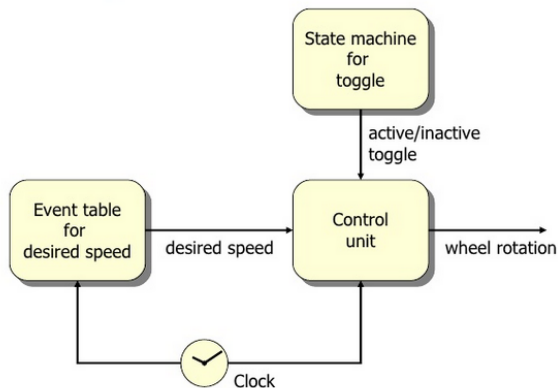 State machine
for
toggle
active/inactive
toggle
Event table
for
desired speed
desired speed
Control
unit
wheel rotation
Clock